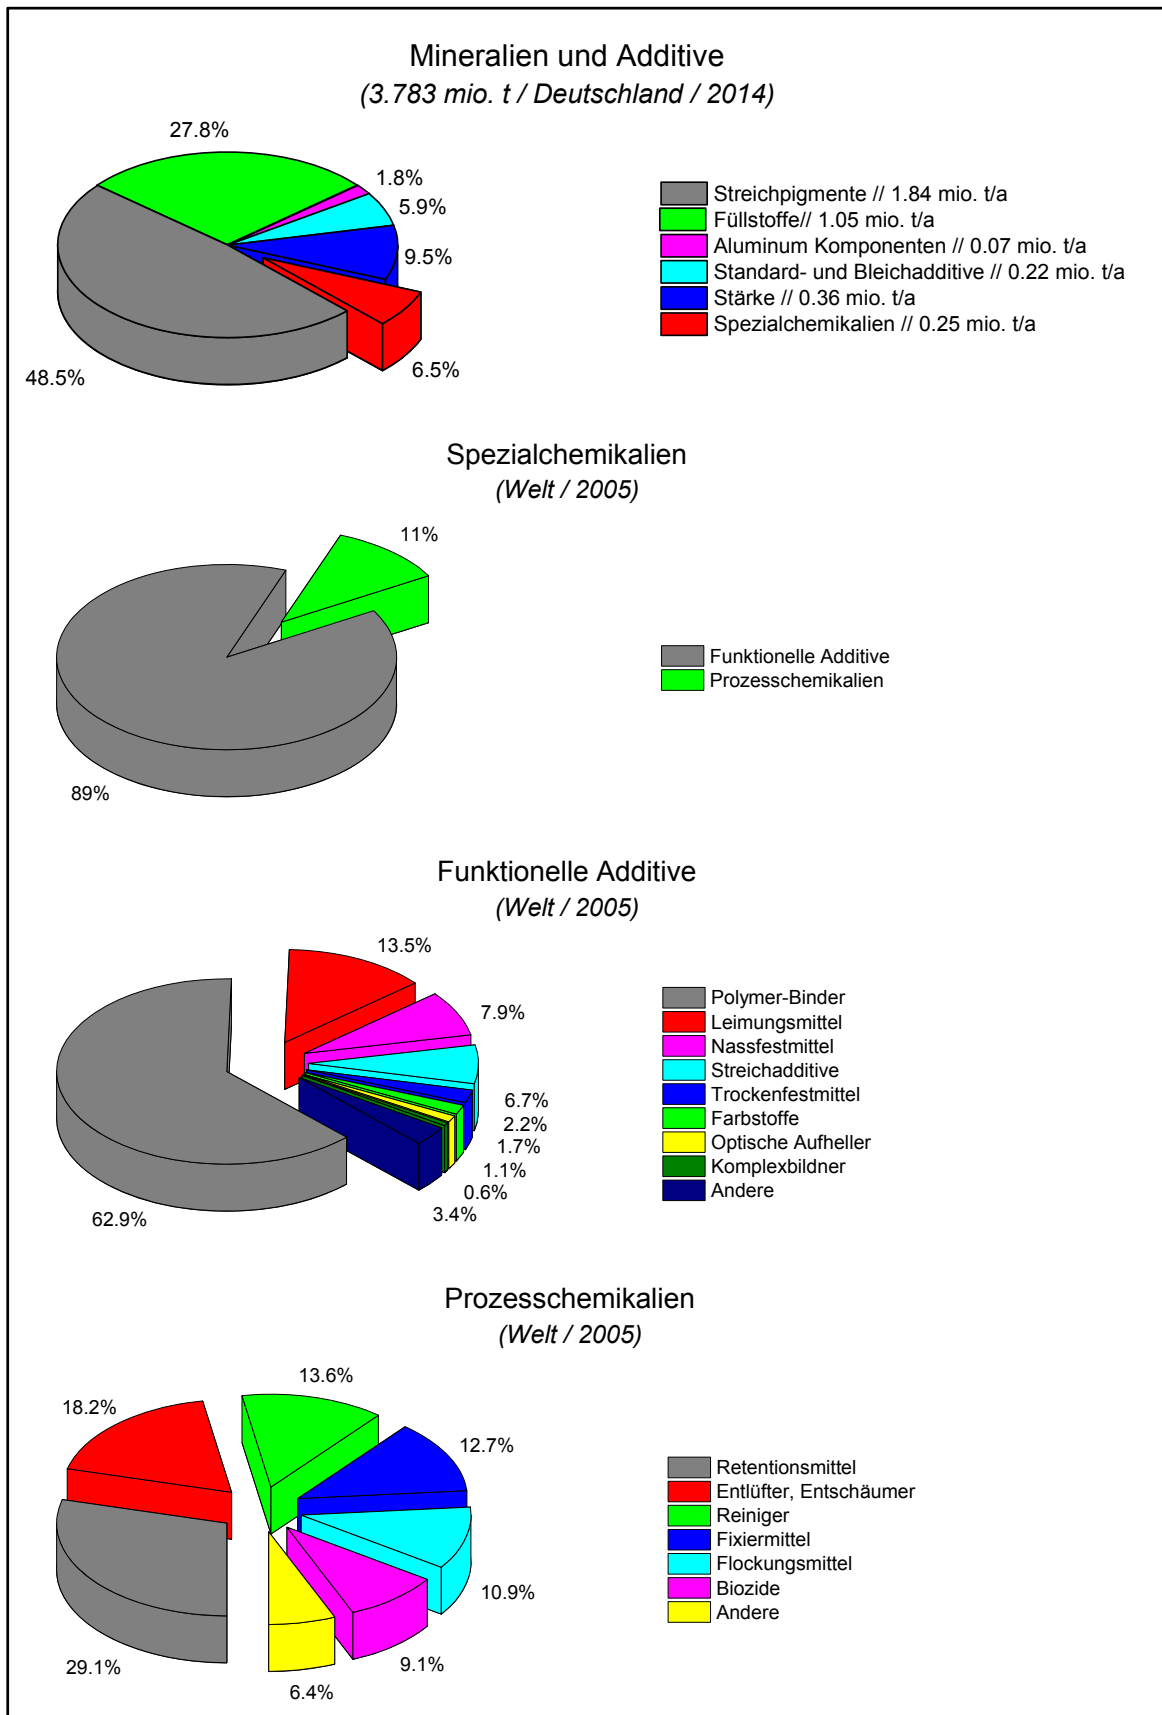 Mineralien und Additive
(3.783 mio. t / Deutschland / 2014)
27.8%
1.8%
5.9%
9.5%
6.5%
48.5%
Streichpigmente // 1.84 mio. t/a
Füllstoffe// 1.05 mio. t/a
Aluminum Komponenten // 0.07 mio. t/a
Standard- und Bleichadditive // 0.22 mio. t/a
Stärke // 0.36 mio. t/a
Spezialchemikalien // 0.25 mio. t/a
Spezialchemikalien
(Welt / 2005)
11%
89%
Funktionelle Additive
Prozesschemikalien
Funktionelle Additive
(Welt / 2005)
13.5%
7.9%
6.7%
2.2%
1.7%
1.1%
0.6%
3.4%
62.9%
Polymer-Binder
Leimungsmittel
Nassfestmittel
Streichadditive
Trockenfestmittel
Farbstoffe
Optische Aufheller
Komplexbildner
Andere
Prozesschemikalien
(Welt / 2005)
13.6%
18.2%
12.7%
10.9%
9.1%
6.4%
29.1%
Retentionsmittel
Entlüfter, Entschäumer
Reiniger
Fixiermittel
Flockungsmittel
Biozide
Andere